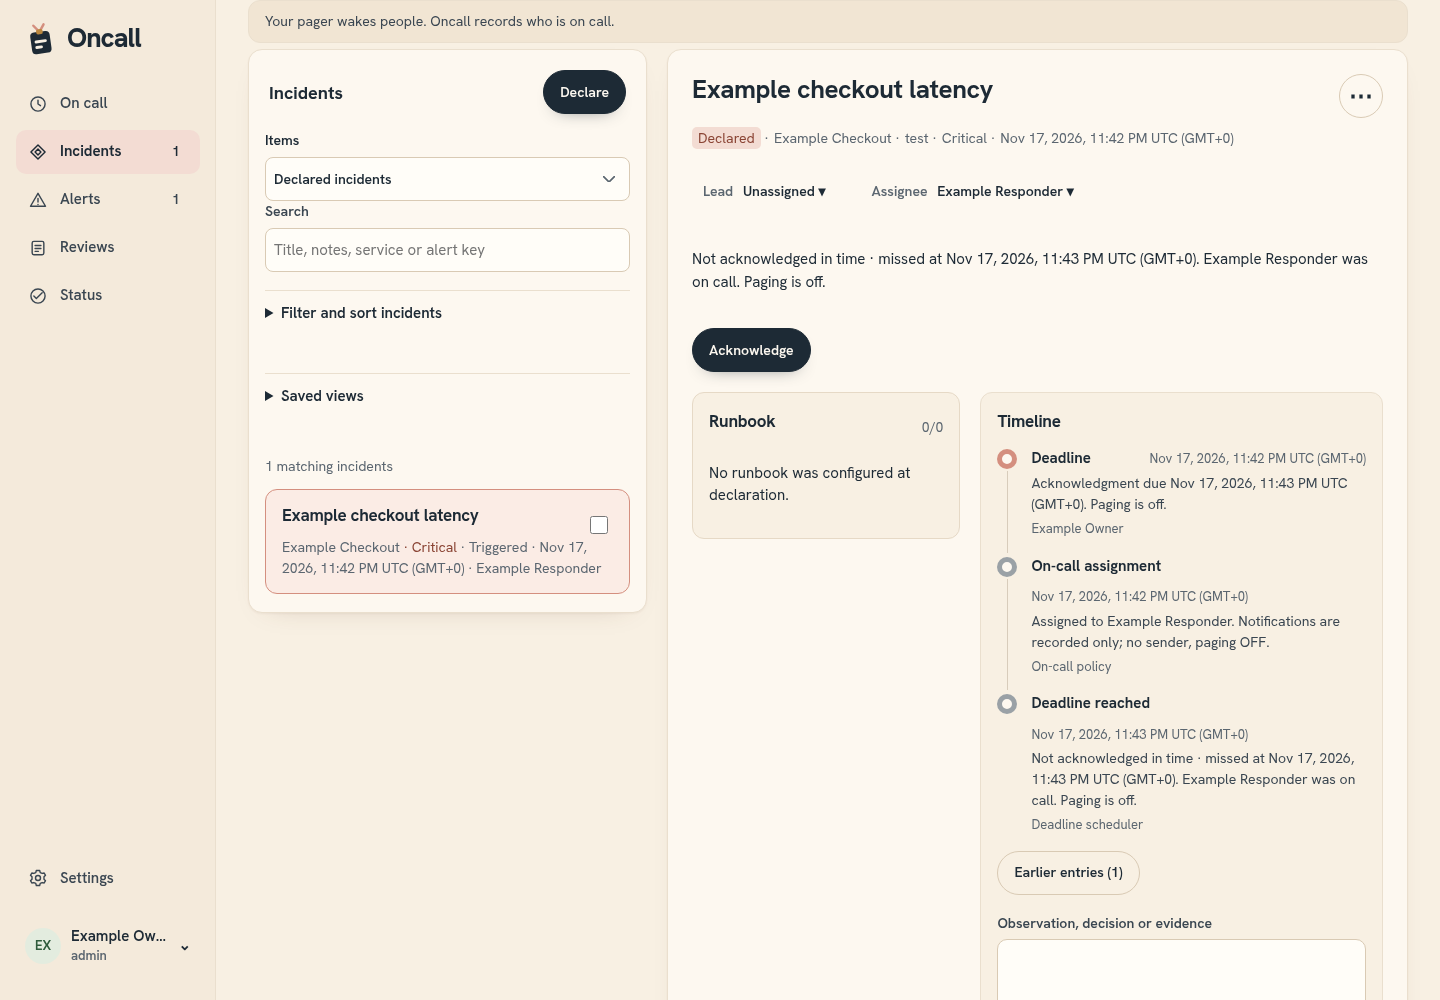 Oncall
On call
Incidents 1
Alerts 1
Reviews
Status
Settings
EX
Example Ow...
admin
Your pager wakes people. Oncall records who is on call.
Incidents
Declare
Items
Declared incidents
Search
Title, notes, service or alert key
Filter and sort incidents
Saved views
1 matching incidents
Example checkout latency
Example Checkout · Critical · Triggered · Nov 17,
2026, 11:42 PM UTC (GMT+0) · Example Responder
Example checkout latency
Declared · Example Checkout · test · Critical · Nov 17, 2026, 11:42 PM UTC (GMT+0)
Lead Unassigned ▾ Assignee Example Responder ▾
Not acknowledged in time · missed at Nov 17, 2026, 11:43 PM UTC (GMT+0). Example Responder was
on call. Paging is off.
Acknowledge
Runbook 0/0
No runbook was configured at
declaration.
Timeline
Deadline Nov 17, 2026, 11:42 PM UTC (GMT+0)
Acknowledgment due Nov 17, 2026, 11:43 PM UTC
(GMT+0). Paging is off.
Example Owner
On-call assignment
Nov 17, 2026, 11:42 PM UTC (GMT+0)
Assigned to Example Responder. Notifications are
recorded only; no sender, paging OFF.
On-call policy
Deadline reached
Nov 17, 2026, 11:43 PM UTC (GMT+0)
Not acknowledged in time · missed at Nov 17, 2026,
11:43 PM UTC (GMT+0). Example Responder was on
call. Paging is off.
Deadline scheduler
Earlier entries (1)
Observation, decision or evidence